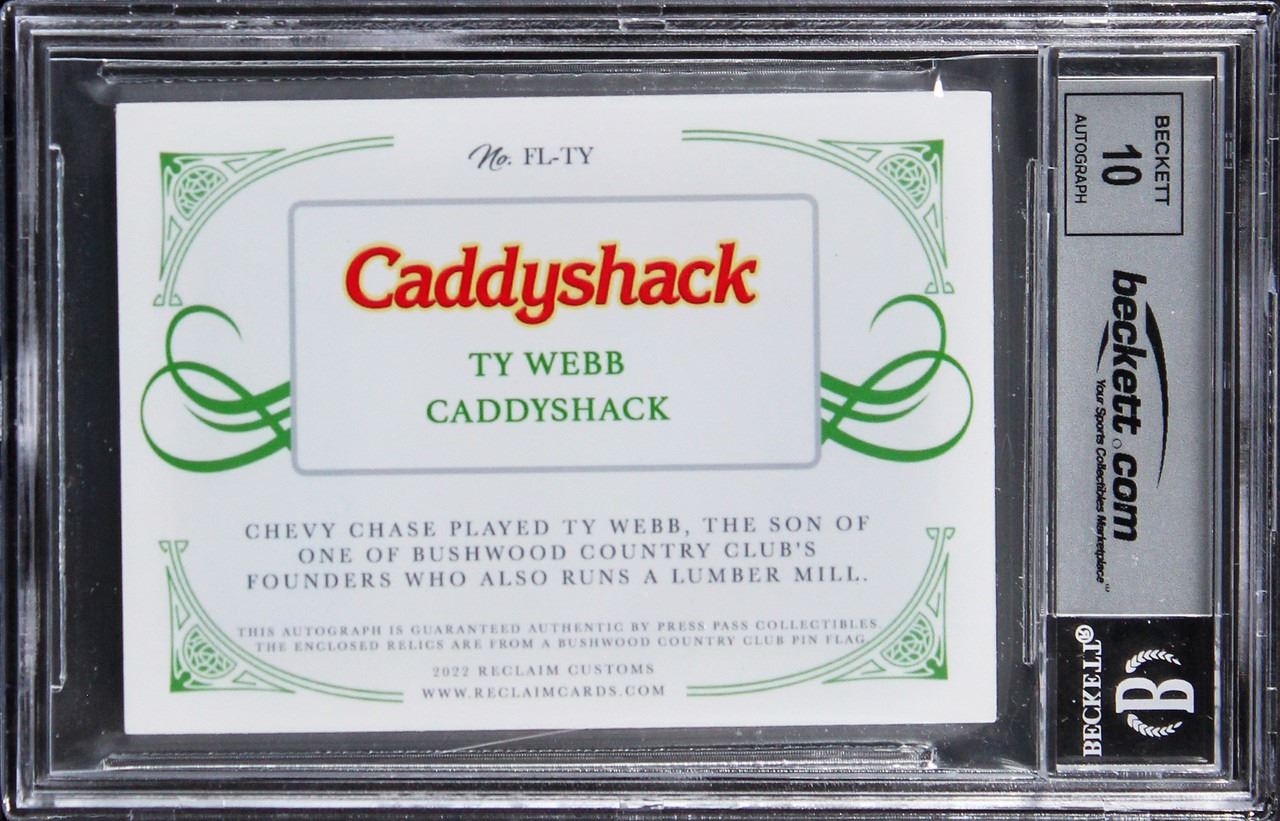 No. FL-TY
Caddyshack
TY WEBB
CADDYSHACK
CHEVY CHASE PLAYED TY WEBB, THE SON OF
ONE OF BUSHWOOD COUNTRY CLUB'S
FOUNDERS WHO ALSO RUNS A LUMBER MILL.
THIS AUTOGRAPH IS GUARANTEED AUTHENTIC BY PRESS PASS COLLECTIBLES.
THE ENCLOSED RELICS ARE FROM A BUSHWOOD COUNTRY CLUB PIN FLAG.
2022 RECLAIM CUSTOMS
WWW.RECLAIMCARDS.COM
BECKETT
10
AUTOGRAPH
beckett.com
Your Sports Collectibles Marketplace™
B
BECKETT®